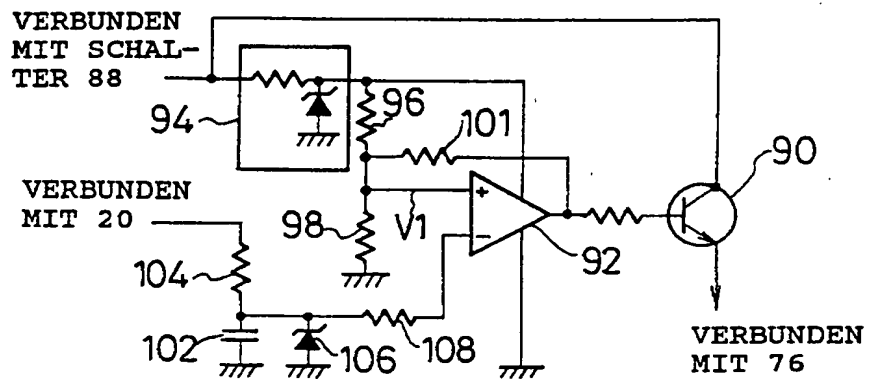 VERBUNDEN
MIT SCHAL-
TER 88
94
96
101
90
VERBUNDEN
MIT 20
98
V1
+
−
92
104
102
106
108
VERBUNDEN
MIT 76